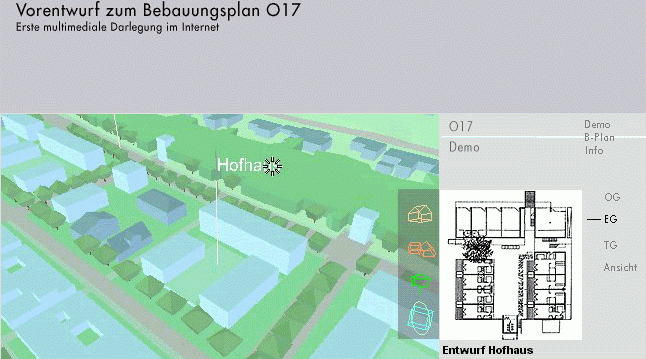 Vorentwurf zum Bebauungsplan O17
Erste multimediale Darlegung im Internet
Hofha
O17
Demo
Demo
B-Plan
Info
OG
EG
TG
Ansicht
Entwurf Hofhaus